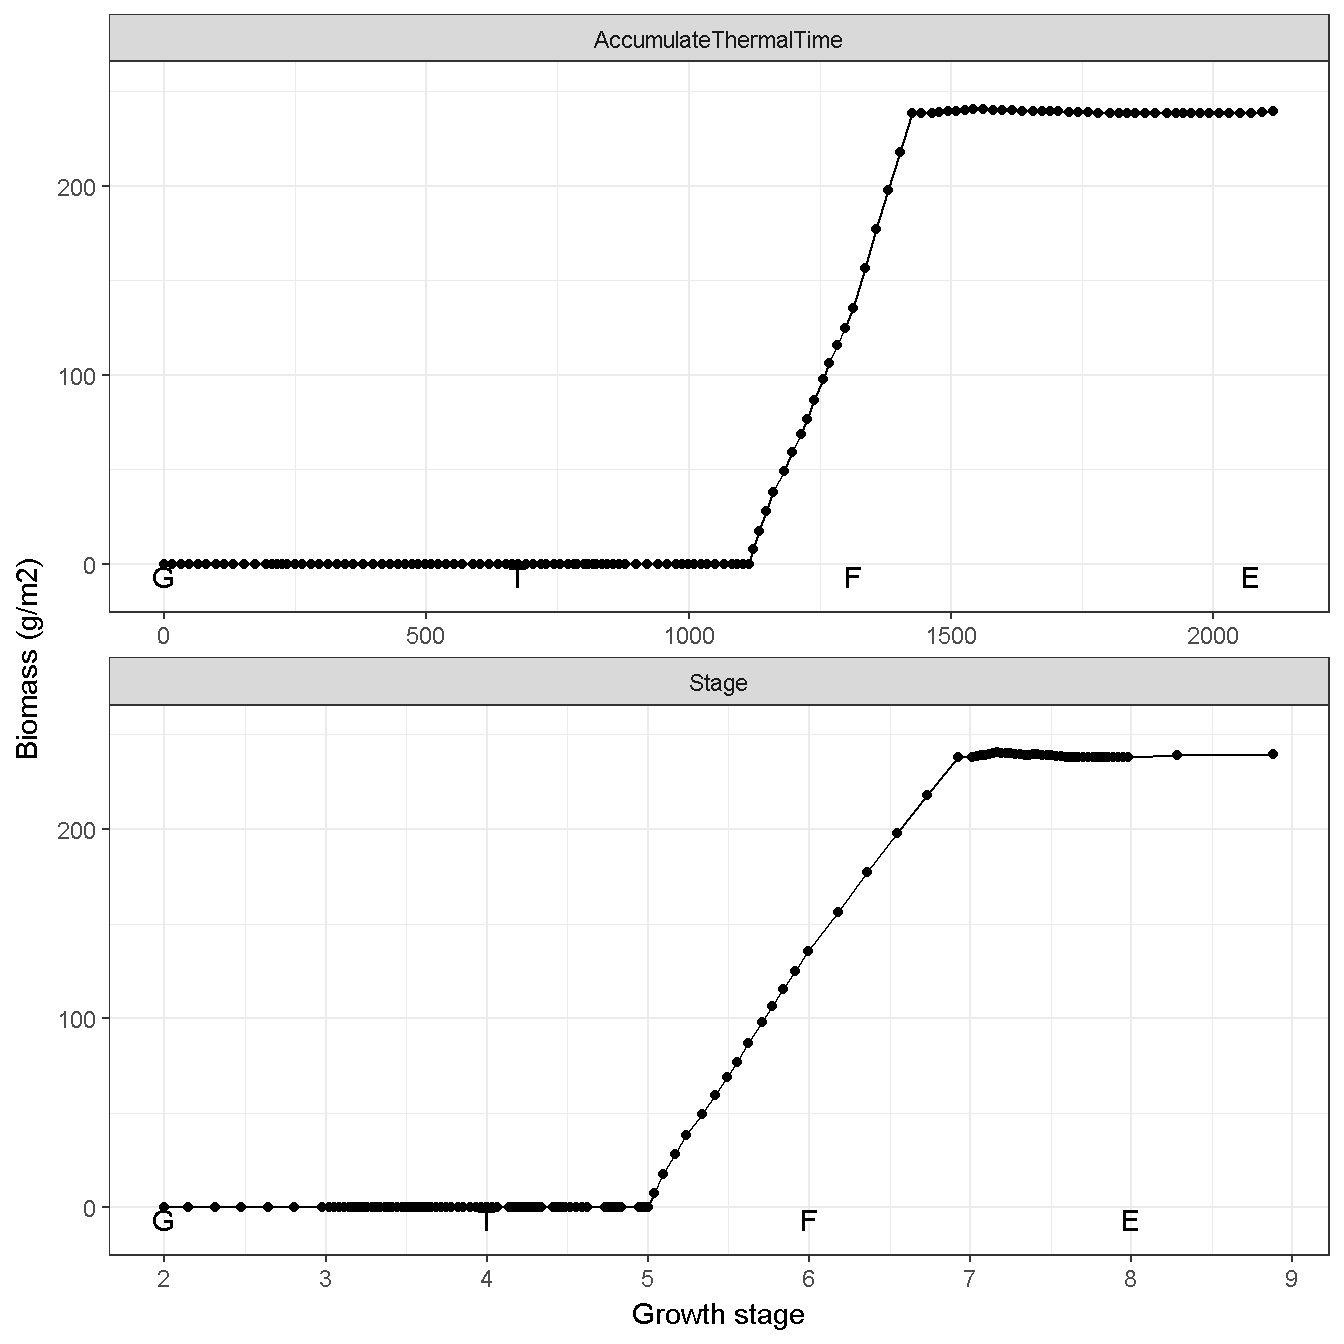 AccumulateThermalTime
200
100
0
G I F E
0 500 1000 1500 2000
Biomass (g/m2)
Stage
200
100
0
G I F E
2 3 4 5 6 7 8 9
Growth stage